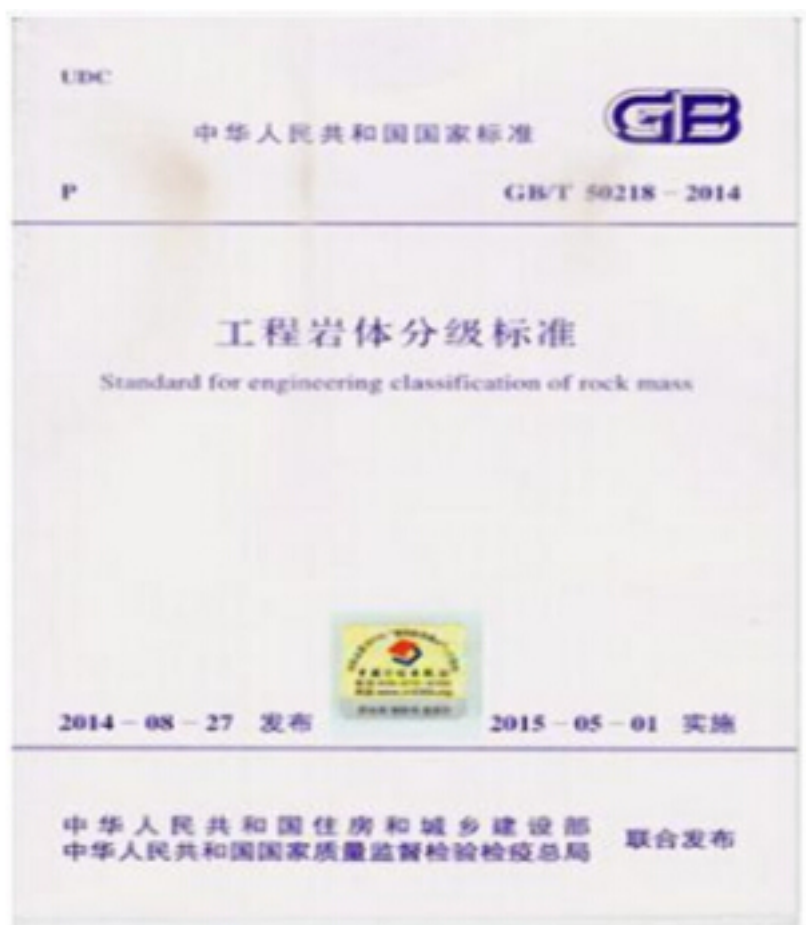 UDC
中华人民共和国国家标准
GB
P
GB/T 50218－2014
工程岩体分级标准
Standard for engineering classification of rock mass
2014－08－27 发布
2015－05－01 实施
中华人民共和国住房和城乡建设部
中华人民共和国国家质量监督检验检疫总局
联合发布